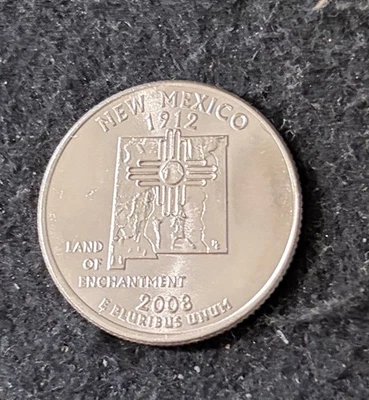 NEW MEXICO
1912
LAND
OF
ENCHANTMENT
2008
E PLURIBUS UNUM